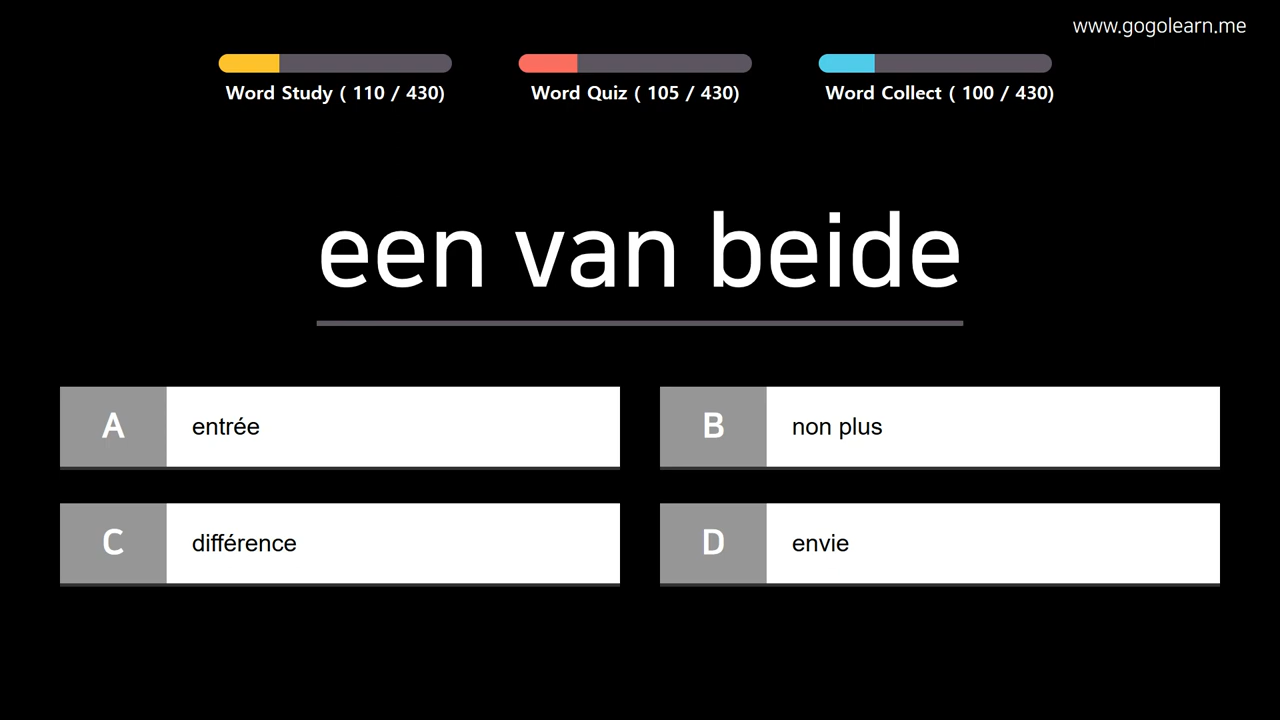 www.gogolearn.me
Word Study ( 110 / 430)
Word Quiz ( 105 / 430)
Word Collect ( 100 / 430)
een van beide
A entrée
B non plus
C différence
D envie